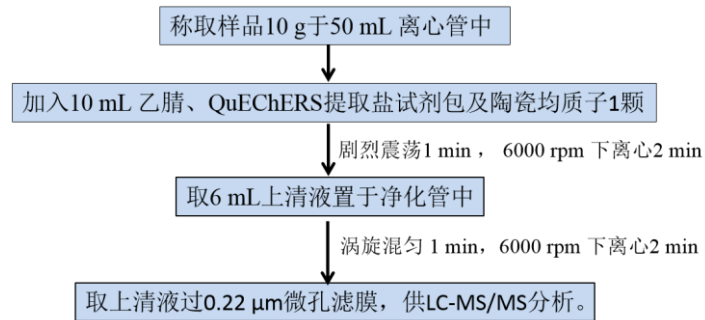 称取样品10 g于50 mL 离心管中
加入10 mL 乙腈、QuEChERS提取盐试剂包及陶瓷均质子1颗
剧烈震荡1 min ， 6000 rpm 下离心2 min
取6 mL上清液置于净化管中
涡旋混匀 1 min，6000 rpm 下离心2 min
取上清液过0.22 μm微孔滤膜，供LC-MS/MS分析。